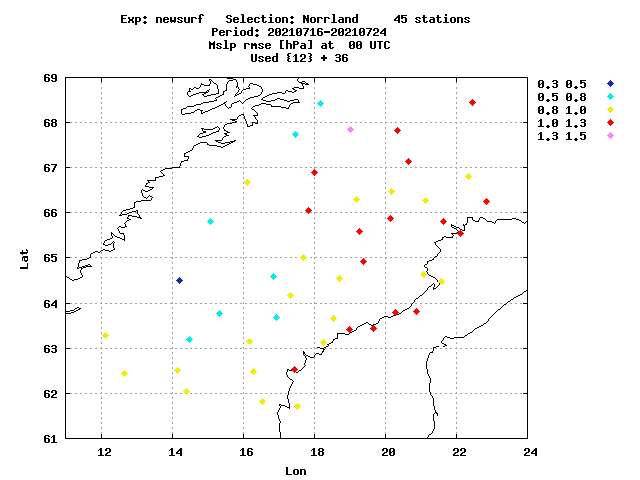 Exp: newsurf Selection: Norrland 45 stations
Period: 20210716-20210724
Mslp rmse [hPa] at 00 UTC
Used {12} + 36
0.3 0.5
0.5 0.8
0.8 1.0
1.0 1.3
1.3 1.5
69
68
67
66
65
64
63
62
61
Lat
12 14 16 18 20 22 24
Lon